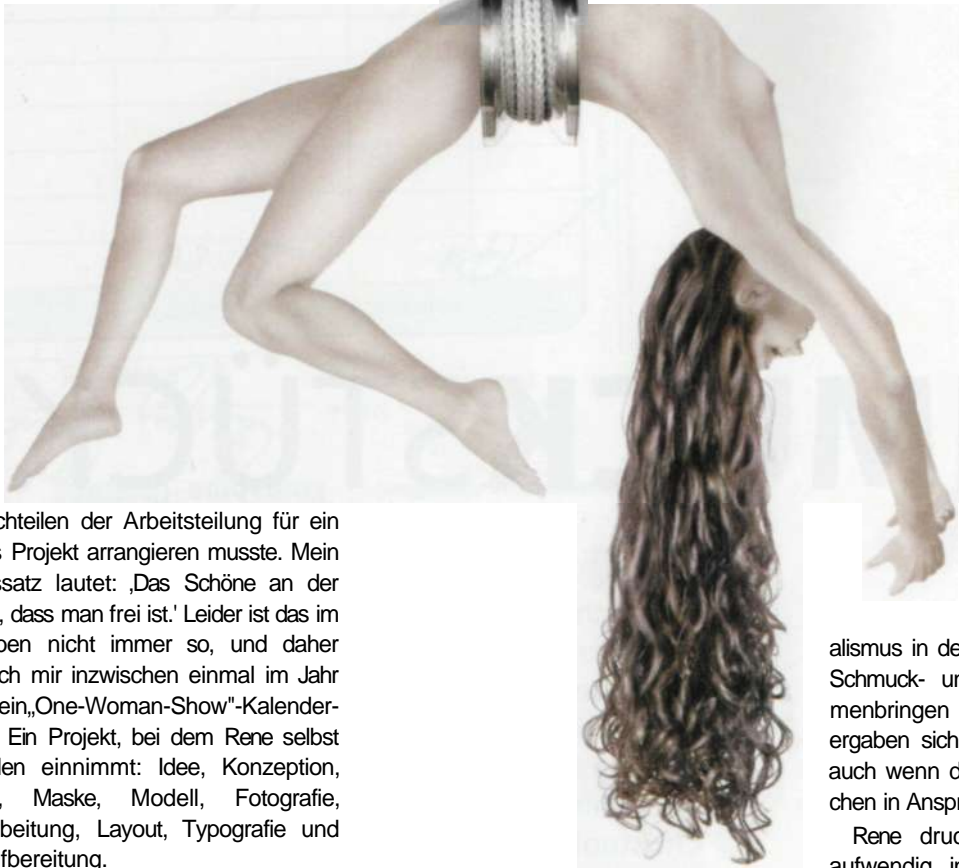 chteilen der Arbeitsteilung für ein
s Projekt arrangieren musste. Mein
ssatz lautet: ‚Das Schöne an der
, dass man frei ist.' Leider ist das im
ben nicht immer so, und daher
ch mir inzwischen einmal im Jahr
ein„One-Woman-Show"-Kalender-
Ein Projekt, bei dem Rene selbst
len einnimmt: Idee, Konzeption,
, Maske, Modell, Fotografie,
beitung, Layout, Typografie und
fbereitung.
alismus in de
Schmuck- un
menbringen
ergaben sich
auch wenn d
chen in Anspr
Rene druc
aufwendig in